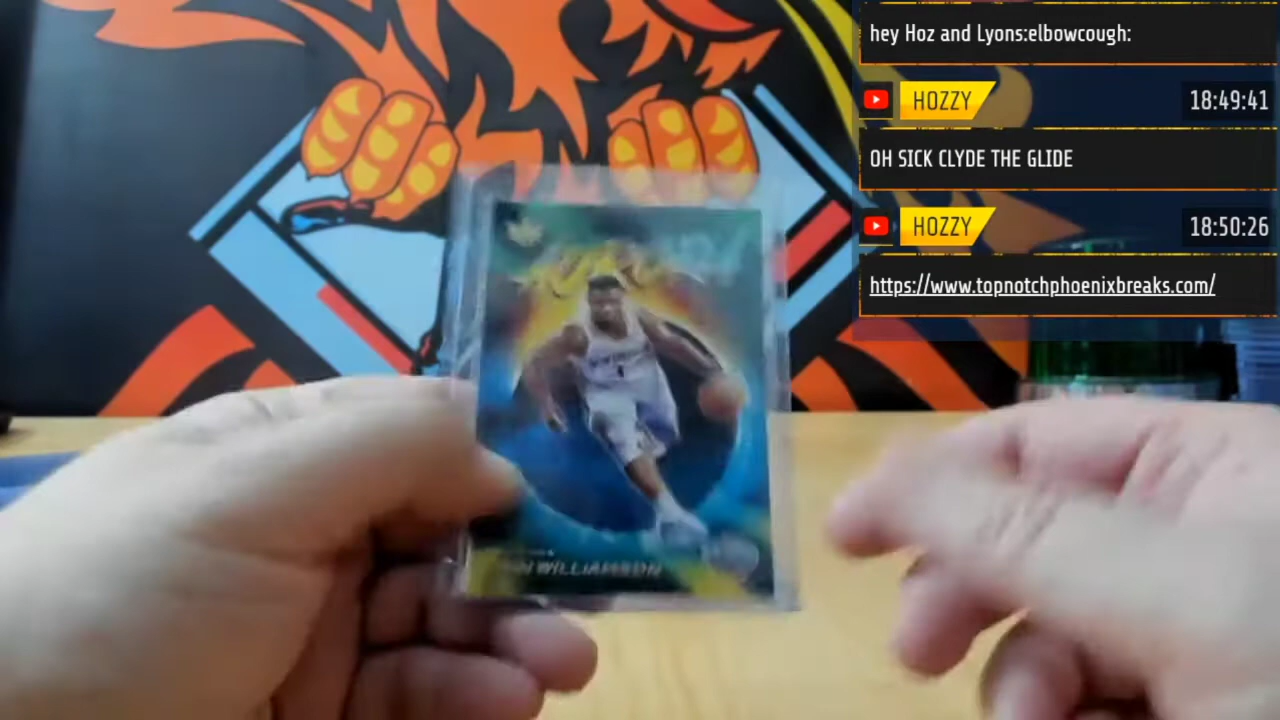 hey Hoz and Lyons:elbowcough:
HOZZY
18:49:41
OH SICK CLYDE THE GLIDE
HOZZY
18:50:26
https://www.topnotchphoenixbreaks.com/
WILLIAMSON
1